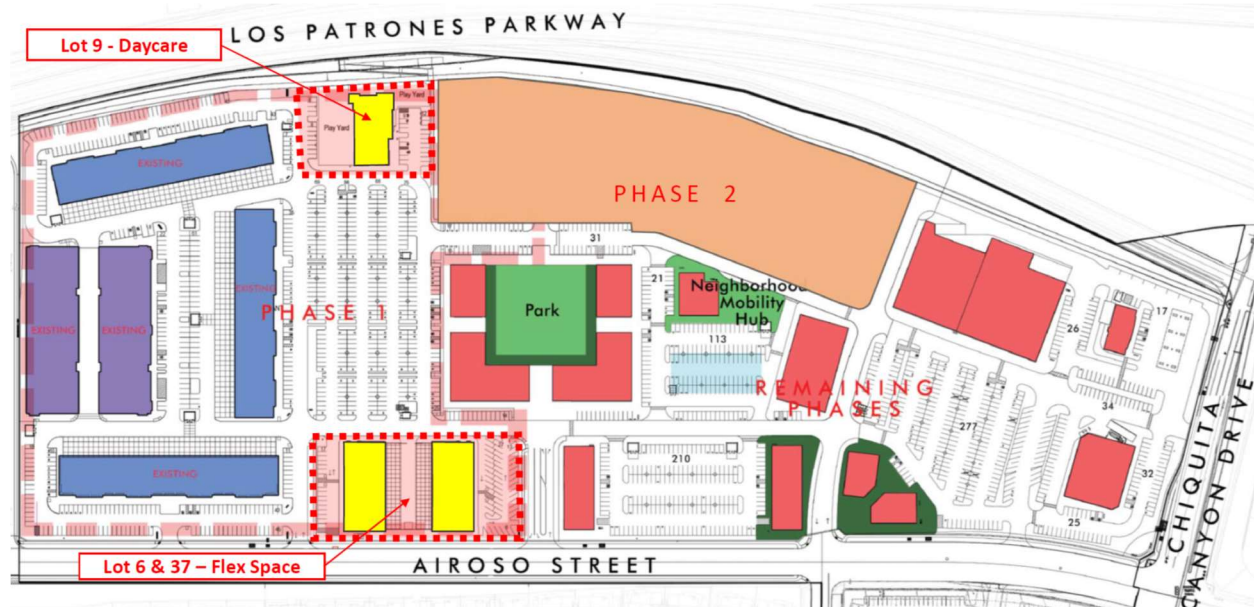 LOS PATRONES PARKWAY
Lot 9 - Daycare
Play Yard
Play Yard
EXISTING
PHASE 2
31
EXISTING
EXISTING
EXISTING
PHASE 1
Park
21
Neighborhood
Mobility
Hub
113
26
17
REMAINING
PHASES
34
277
32
25
EXISTING
210
Lot 6 & 37 – Flex Space
AIROSO STREET
CHIQUITA
CANYON DRIVE